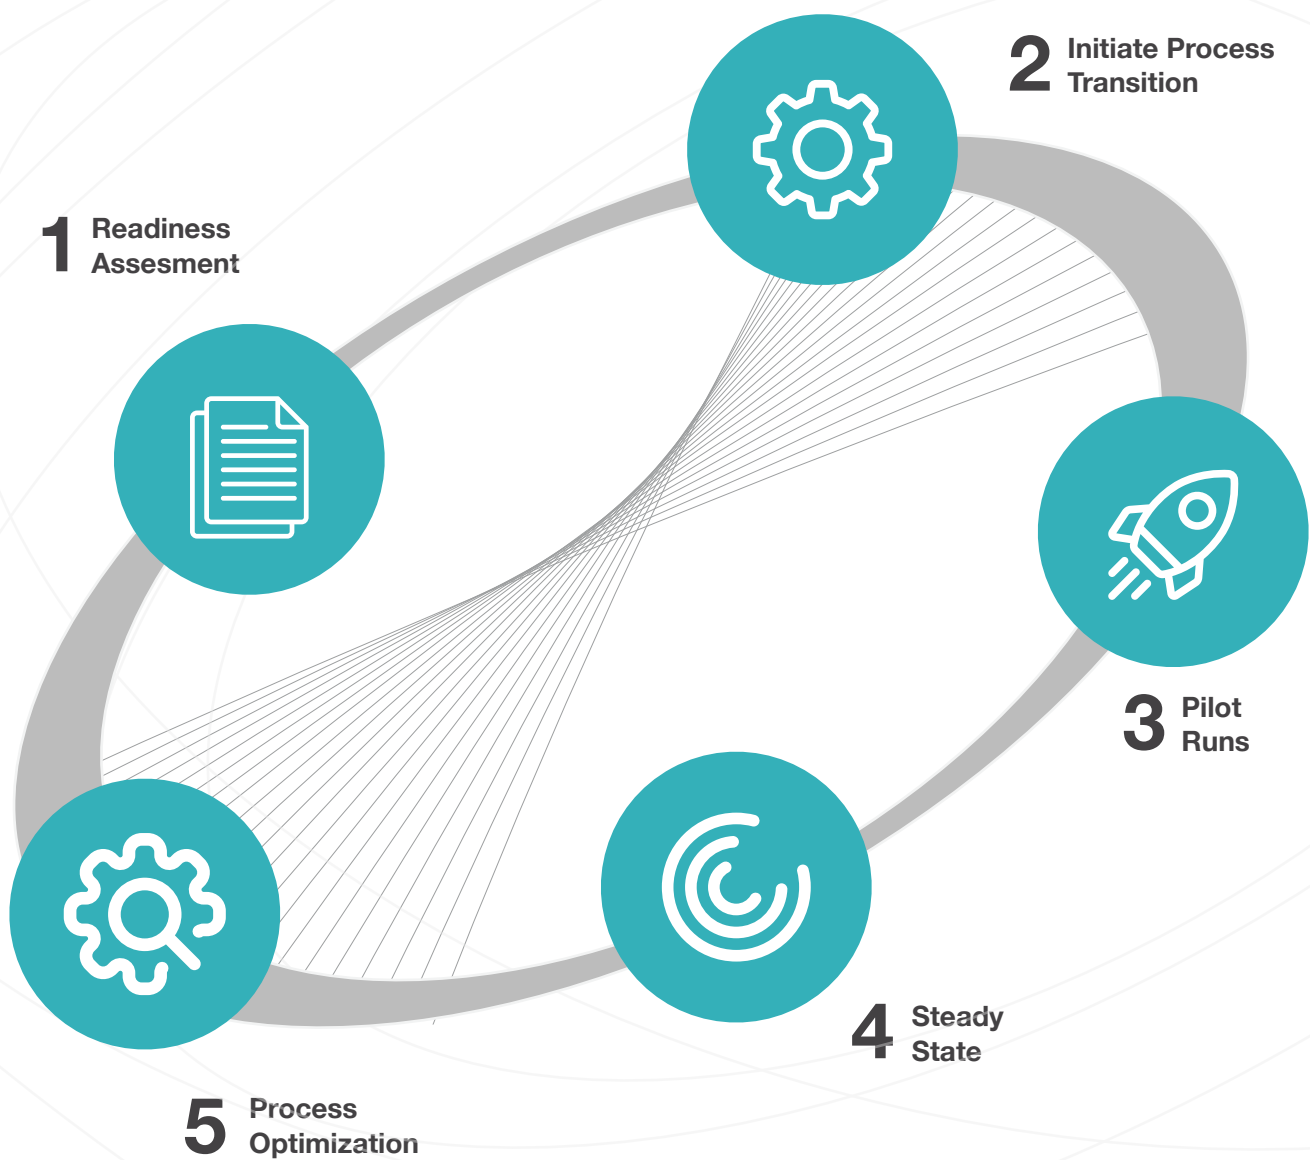 1 Readiness
Assesment
2 Initiate Process
Transition
3 Pilot
Runs
4 Steady
State
5 Process
Optimization